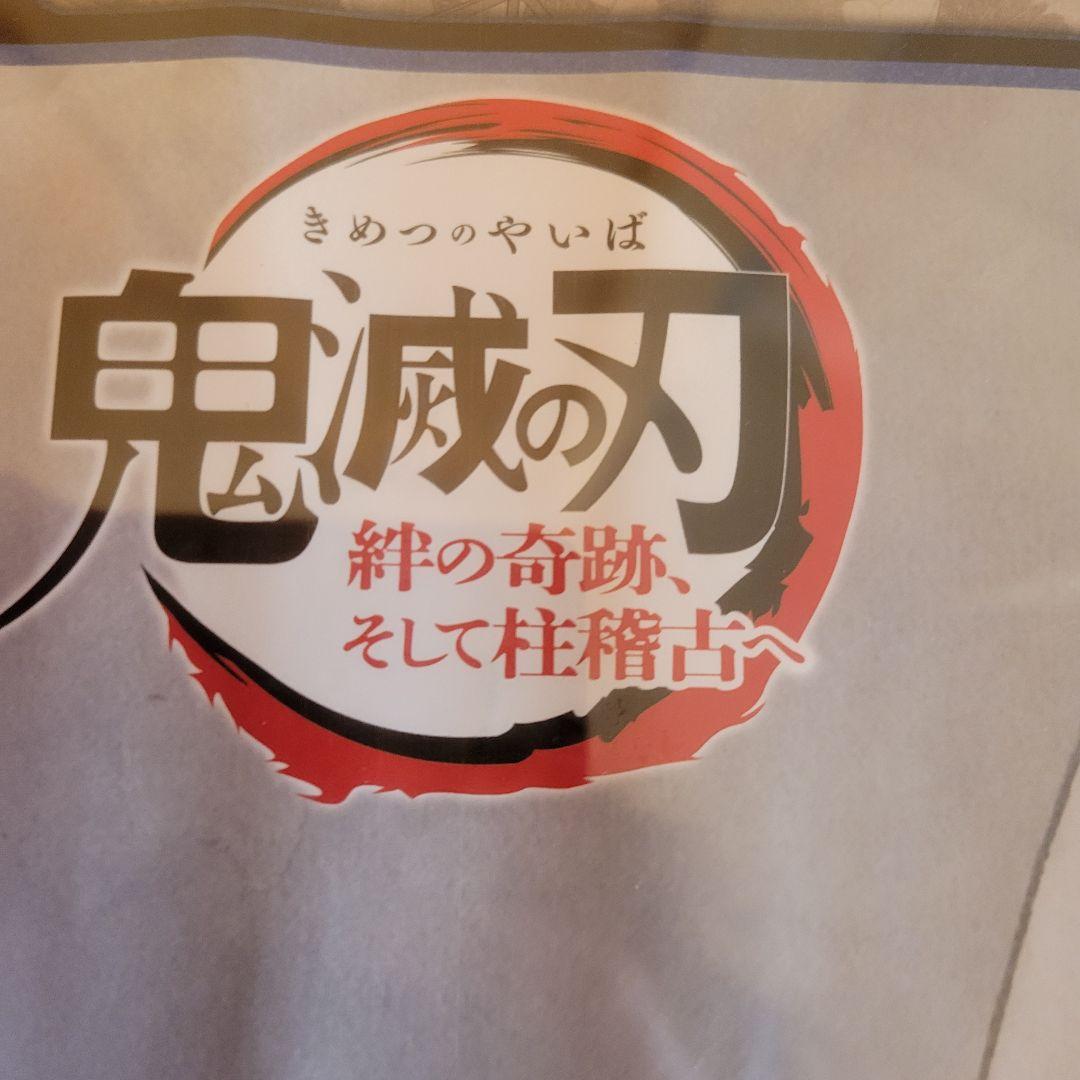 きめつのやいば
鬼滅の刃
絆の奇跡、
そして柱稽古へ